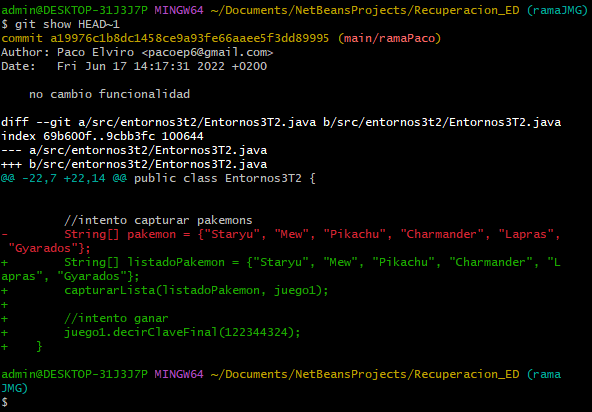 admin@DESKTOP-31J3J7P MINGW64 ~/Documents/NetBeansProjects/Recuperacion_ED (ramaJMG)
$ git show HEAD~1
commit a19976c1b8dc1458ce9a93fe66aaee5f3dd89995 (main/ramaPaco)
Author: Paco Elviro <pacoep6@gmail.com>
Date:   Fri Jun 17 14:17:31 2022 +0200

    no cambio funcionalidad

diff --git a/src/entornos3t2/Entornos3T2.java b/src/entornos3t2/Entornos3T2.java
index 69b600f..9cbb3fc 100644
--- a/src/entornos3t2/Entornos3T2.java
+++ b/src/entornos3t2/Entornos3T2.java
@@ -22,7 +22,14 @@ public class Entornos3T2 {


         //intento capturar pakemons
-        String[] pakemon = {"Staryu", "Mew", "Pikachu", "Charmander", "Lapras",
 "Gyarados"};
+        String[] listadoPakemon = {"Staryu", "Mew", "Pikachu", "Charmander", "L
apras", "Gyarados"};
+        capturarLista(listadoPakemon, juego1);
+
+        //intento ganar
+        juego1.decirClaveFinal(122344324);
+    }

admin@DESKTOP-31J3J7P MINGW64 ~/Documents/NetBeansProjects/Recuperacion_ED (rama
JMG)
$